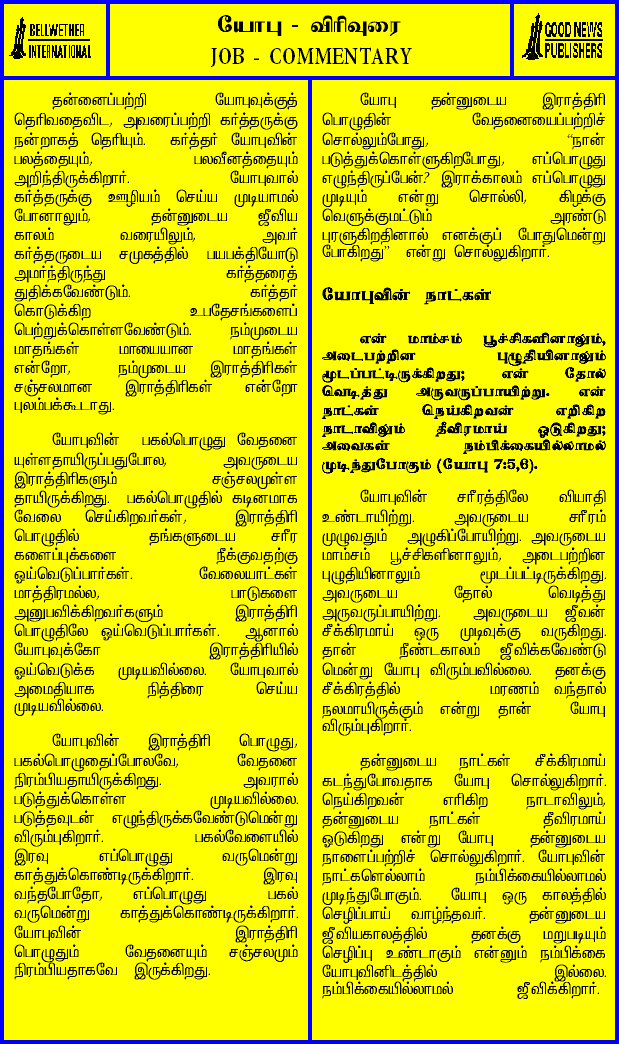 BELLWETHER
INTERNATIONAL
யோபு - விரிவுரை
JOB - COMMENTARY
GOOD NEWS
PUBLISHERS
தன்னைப்பற்றி யோபுவுக்குத்
தெரிவதைவிட, அவரைப்பற்றி கர்த்தருக்கு
நன்றாகத் தெரியும். கர்த்தர் யோபுவின்
பலத்தையும், பலவீனத்தையும்
அறிந்திருக்கிறார். யோபுவால்
கர்த்தருக்கு ஊழியம் செய்ய முடியாமல்
போனாலும், தன்னுடைய ஜீவிய
காலம் வரையிலும், அவர்
கர்த்தருடைய சமுகத்தில் பயபக்தியோடு
அமர்ந்திருந்து கர்த்தரைத்
துதிக்கவேண்டும். கர்த்தர்
கொடுக்கிற உபதேசங்களைப்
பெற்றுக்கொள்ளவேண்டும். நம்முடைய
மாதங்கள் மாயையான மாதங்கள்
என்றோ, நம்முடைய இராத்திரிகள்
சஞ்சலமான இராத்திரிகள் என்றோ
புலம்பக்கூடாது.
யோபுவின் பகல்பொழுது வேதனை
யுள்ளதாயிருப்பதுபோல, அவருடைய
இராத்திரிகளும் சஞ்சலமுள்ள
தாயிருக்கிறது. பகல்பொழுதில் கடினமாக
வேலை செய்கிறவர்கள், இராத்திரி
பொழுதில் தங்களுடைய சரீர
களைப்புக்களை நீக்குவதற்கு
ஓய்வெடுப்பார்கள். வேலையாட்கள்
மாத்திரமல்ல, பாடுகளை
அனுபவிக்கிறவர்களும் இராத்திரி
பொழுதிலே ஓய்வெடுப்பார்கள். ஆனால்
யோபுவுக்கோ இராத்திரியில்
ஓய்வெடுக்க முடியவில்லை. யோபுவால்
அமைதியாக நித்திரை செய்ய
முடியவில்லை.
யோபுவின் இராத்திரி பொழுது,
பகல்பொழுதைப்போலவே, வேதனை
நிரம்பியதாயிருக்கிறது. அவரால்
படுத்துக்கொள்ள முடியவில்லை.
படுத்தவுடன் எழுந்திருக்கவேண்டுமென்று
விரும்புகிறார். பகல்வேளையில்
இரவு எப்பொழுது வருமென்று
காத்துக்கொண்டிருக்கிறார். இரவு
வந்தபோதோ, எப்பொழுது பகல்
வருமென்று காத்துக்கொண்டிருக்கிறார்.
யோபுவின் இராத்திரி
பொழுதும் வேதனையும் சஞ்சலமும்
நிரம்பியதாகவே இருக்கிறது.
யோபு தன்னுடைய இராத்திரி
பொழுதின் வேதனையைப்பற்றிச்
சொல்லும்போது, “நான்
படுத்துக்கொள்ளுகிறபோது, எப்பொழுது
எழுந்திருப்பேன்? இராக்காலம் எப்பொழுது
முடியும் என்று சொல்லி, கிழக்கு
வெளுக்குமட்டும் அரண்டு
புரளுகிறதினால் எனக்குப் போதுமென்று
போகிறது” என்று சொல்லுகிறார்.
யோபுவின் நாட்கள்
என் மாம்சம் பூச்சிகளினாலும்,
அடைபற்றின புழுதியினாலும்
மூடப்பட்டிருக்கிறது; என் தோல்
வெடித்து அருவருப்பாயிற்று. என்
நாட்கள் நெய்கிறவன் எறிகிற
நாடாவிலும் தீவிரமாய் ஓடுகிறது;
அவைகள் நம்பிக்கையில்லாமல்
முடிந்துபோகும் (யோபு 7:5,6).
யோபுவின் சரீரத்திலே வியாதி
உண்டாயிற்று. அவருடைய சரீரம்
முழுவதும் அழுகிப்போயிற்று. அவருடைய
மாம்சம் பூச்சிகளினாலும், அடைபற்றின
புழுதியினாலும் மூடப்பட்டிருக்கிறது.
அவருடைய தோல் வெடித்து
அருவருப்பாயிற்று. அவருடைய ஜீவன்
சீக்கிரமாய் ஒரு முடிவுக்கு வருகிறது.
தான் நீண்டகாலம் ஜீவிக்கவேண்டு
மென்று யோபு விரும்பவில்லை. தனக்கு
சீக்கிரத்தில் மரணம் வந்தால்
நலமாயிருக்கும் என்று தான் யோபு
விரும்புகிறார்.
தன்னுடைய நாட்கள் சீக்கிரமாய்
கடந்துபோவதாக யோபு சொல்லுகிறார்.
நெய்கிறவன் எரிகிற நாடாவிலும்,
தன்னுடைய நாட்கள் தீவிரமாய்
ஓடுகிறது என்று யோபு தன்னுடைய
நாளைப்பற்றிச் சொல்லுகிறார். யோபுவின்
நாட்களெல்லாம் நம்பிக்கையில்லாமல்
முடிந்துபோகும். யோபு ஒரு காலத்தில்
செழிப்பாய் வாழ்ந்தவர். தன்னுடைய
ஜீவியகாலத்தில் தனக்கு மறுபடியும்
செழிப்பு உண்டாகும் என்னும் நம்பிக்கை
யோபுவினிடத்தில் இல்லை.
நம்பிக்கையில்லாமல் ஜீவிக்கிறார்.